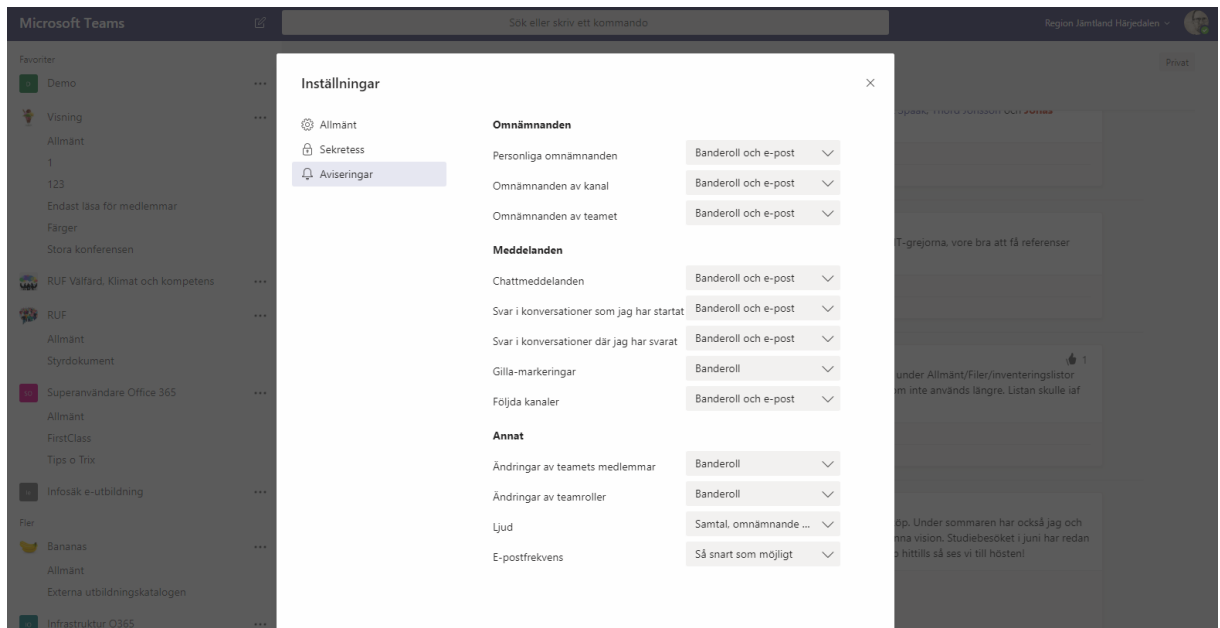 Microsoft Teams
Sök eller skriv ett kommando
Region Jämtland Härjedalen
Favoriter
Demo
Visning
Allmänt
1
123
Endast läsa för medlemmar
Färger
Stora konferensen
RUF Välfärd, Klimat och kompetens
RUF
Allmänt
Styrdokument
Superanvändare Office 365
Allmänt
FirstClass
Tips o Trix
Infosäk e-utbildning
Fler
Bananas
Allmänt
Externa utbildningskatalogen
Infrastruktur O365
Inställningar
Allmänt
Sekretess
Aviseringar
Omnämnanden
Personliga omnämnanden Banderoll och e-post
Omnämnanden av kanal Banderoll och e-post
Omnämnanden av teamet Banderoll och e-post
Meddelanden
Chattmeddelanden Banderoll och e-post
Svar i konversationer som jag har startat Banderoll och e-post
Svar i konversationer där jag har svarat Banderoll och e-post
Gilla-markeringar Banderoll
Följda kanaler Banderoll och e-post
Annat
Ändringar av teamets medlemmar Banderoll
Ändringar av teamroller Banderoll
Ljud Samtal, omnämnande ...
E-postfrekvens Så snart som möjligt
Privat
IT-grejorna, vore bra att få referenser
1
under Allmänt/Filer/inventeringslistor
om inte används längre. Listan skulle iaf
öp. Under sommaren har också jag och
nna vision. Studiebesöket i juni har redan
hittills så ses vi till hösten!